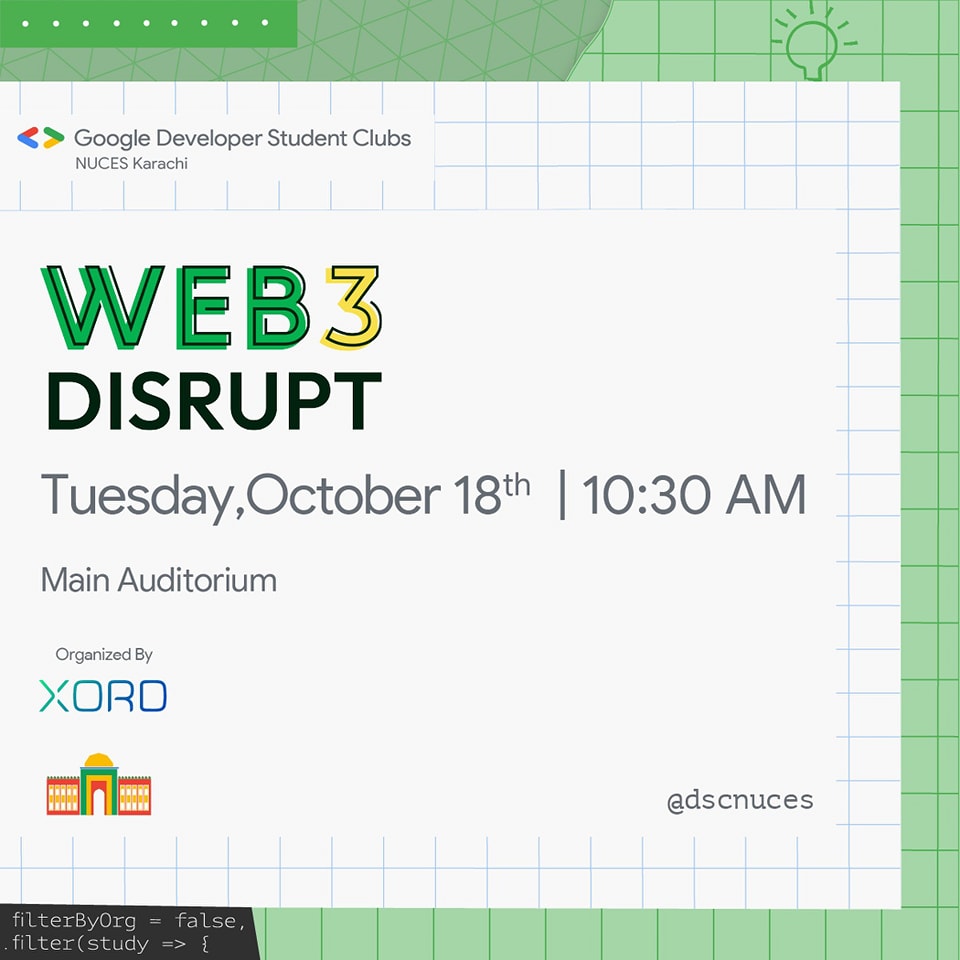 Google Developer Student Clubs
NUCES Karachi
WEB3
DISRUPT
Tuesday,October 18th | 10:30 AM
Main Auditorium
Organized By
XORD
@dscnuces
filterByOrg = false,
.filter(study => {